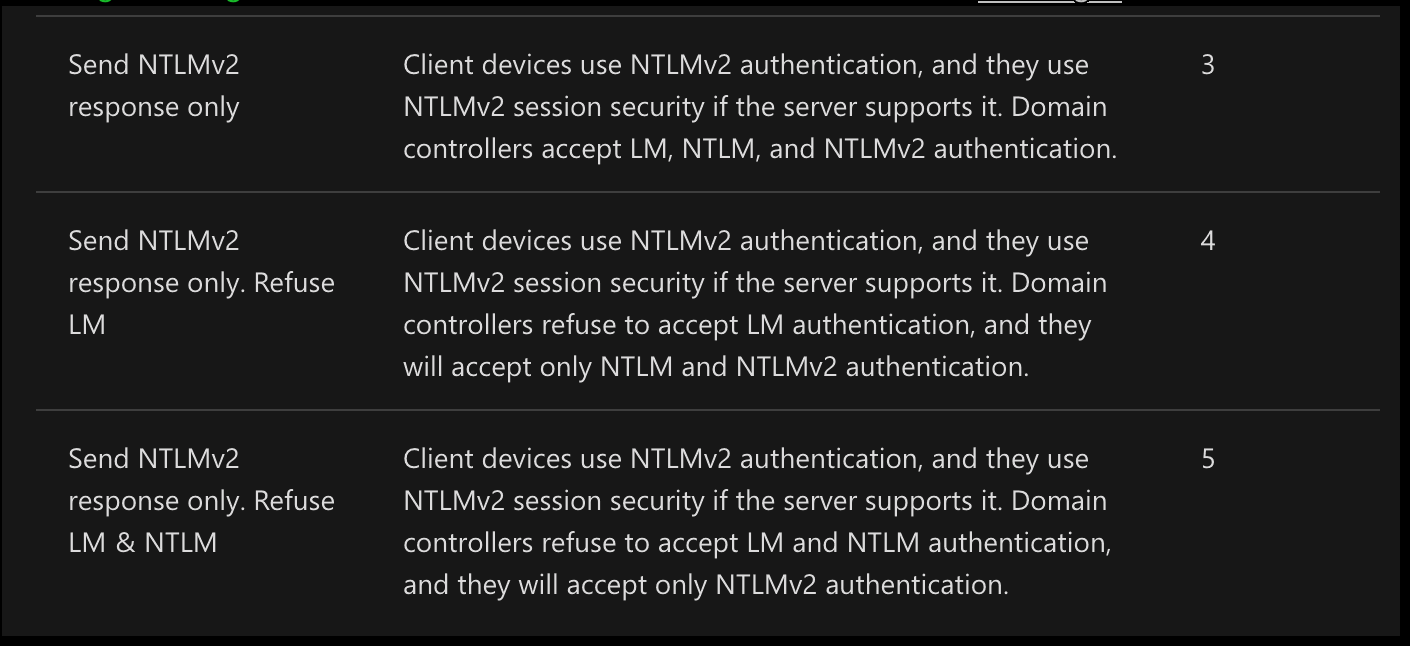 Send NTLMv2
response only
Client devices use NTLMv2 authentication, and they use
NTLMv2 session security if the server supports it. Domain
controllers accept LM, NTLM, and NTLMv2 authentication.
3
Send NTLMv2
response only. Refuse
LM
Client devices use NTLMv2 authentication, and they use
NTLMv2 session security if the server supports it. Domain
controllers refuse to accept LM authentication, and they
will accept only NTLM and NTLMv2 authentication.
4
Send NTLMv2
response only. Refuse
LM & NTLM
Client devices use NTLMv2 authentication, and they use
NTLMv2 session security if the server supports it. Domain
controllers refuse to accept LM and NTLM authentication,
and they will accept only NTLMv2 authentication.
5